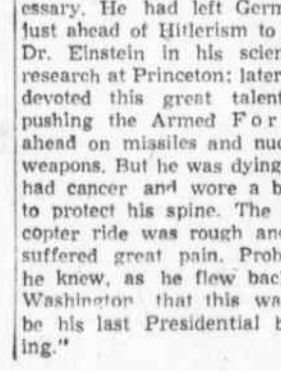 essary. He had left Germ
just ahead of Hitlerism to
Dr. Einstein in his scien
research at Princeton; later
devoted this great talent
pushing the Armed For
ahead on missiles and nuc
weapons. But he was dying
had cancer and wore a b
to protect his spine. The
copter ride was rough and
suffered great pain. Prob
he knew, as he flew back
Washington that this wa
be his last Presidential b
ing."